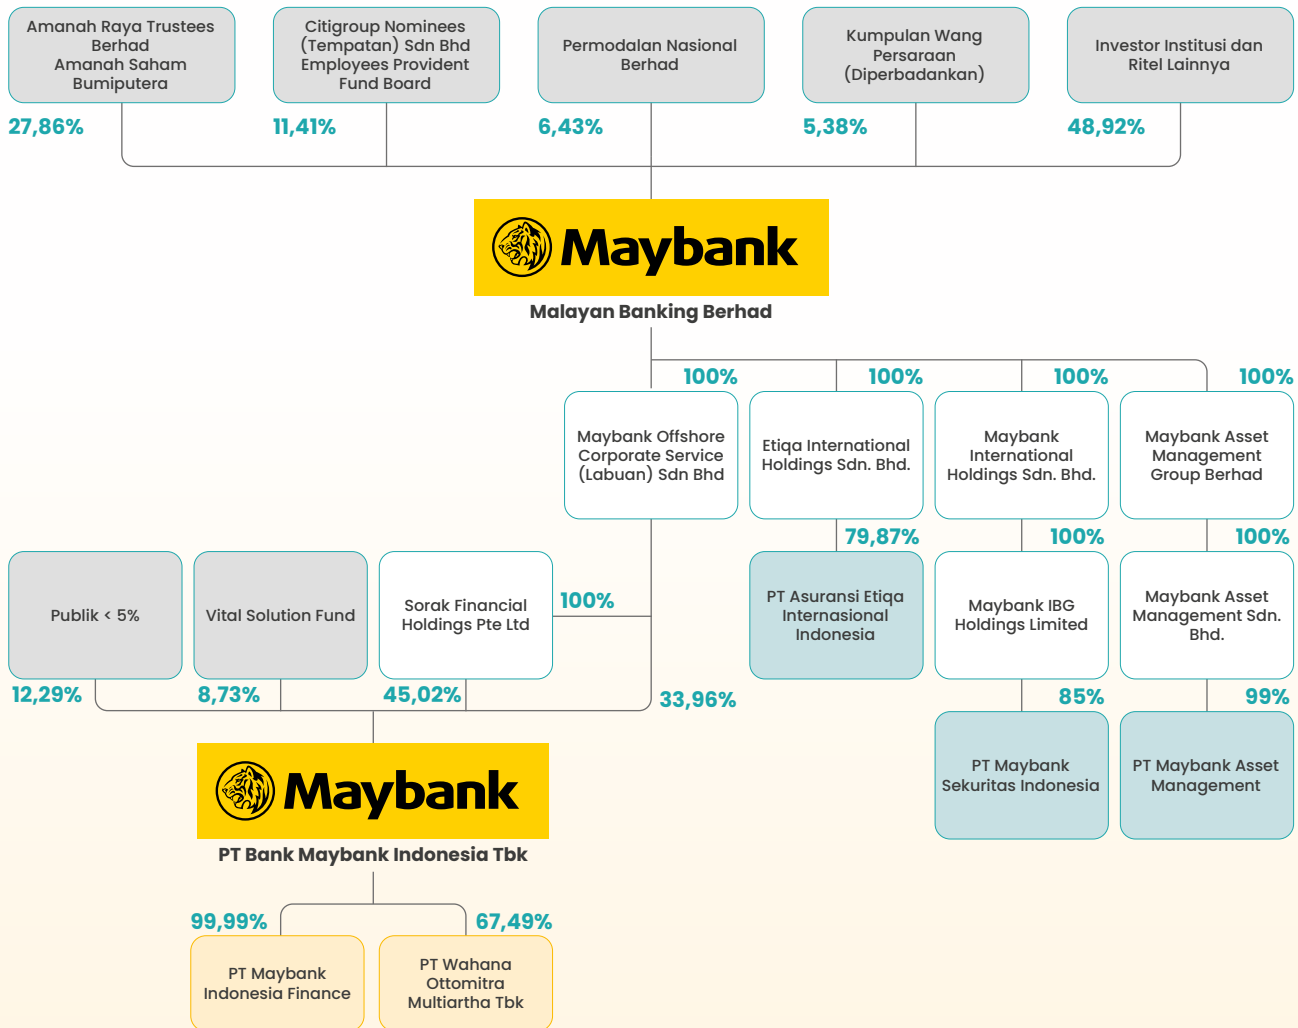 Amanah Raya Trustees
Berhad
Amanah Saham
Bumiputera
Citigroup Nominees
(Tempatan) Sdn Bhd
Employees Provident
Fund Board
Permodalan Nasional
Berhad
Kumpulan Wang
Persaraan
(Diperbadankan)
Investor Institusi dan
Ritel Lainnya
27,86%
11,41%
6,43%
5,38%
48,92%
Maybank
Malayan Banking Berhad
100%
100%
100%
100%
Maybank Offshore
Corporate Service
(Labuan) Sdn Bhd
Etiqa International
Holdings Sdn. Bhd.
Maybank
International
Holdings Sdn. Bhd.
Maybank Asset
Management
Group Berhad
79,87%
100%
100%
Publik < 5%
Vital Solution Fund
Sorak Financial
Holdings Pte Ltd
100%
PT Asuransi Etiqa
Internasional
Indonesia
Maybank IBG
Holdings Limited
Maybank Asset
Management Sdn.
Bhd.
12,29%
8,73%
45,02%
33,96%
85%
99%
PT Maybank
Sekuritas Indonesia
PT Maybank Asset
Management
Maybank
PT Bank Maybank Indonesia Tbk
99,99%
67,49%
PT Maybank
Indonesia Finance
PT Wahana
Ottomitra
Multiartha Tbk